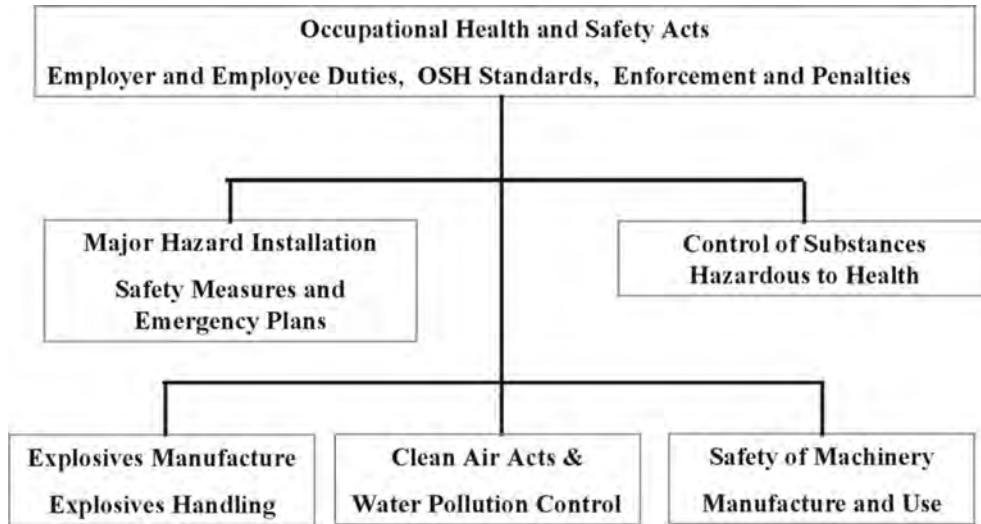 Occupational Health and Safety Acts
Employer and Employee Duties, OSH Standards, Enforcement and Penalties
Major Hazard Installation
Safety Measures and
Emergency Plans
Control of Substances
Hazardous to Health
Explosives Manufacture
Explosives Handling
Clean Air Acts &
Water Pollution Control
Safety of Machinery
Manufacture and Use